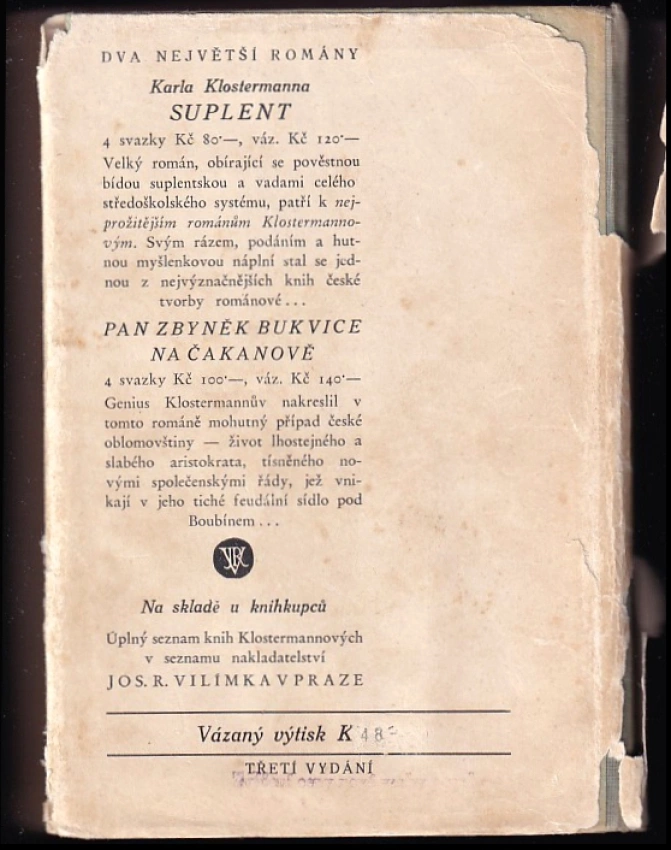 DVA NEJVĚTŠÍ ROMÁNY
Karla Klostermanna
SUPLENT
4 svazky Kč 80·—, váz. Kč 120·—
Velký román, obírající se pověstnou
bídou suplentskou a vadami celého
středoškolského systému, patří k nej-
prožitějším románům Klostermanno-
vým. Svým rázem, podáním a hut-
nou myšlenkovou náplní stal se jed-
nou z nejvýznačnějších knih české
tvorby románové...
PAN ZBYNĚK BUKVICE
NA ČAKANOVĚ
4 svazky Kč 100·—, váz. Kč 140·—
Genius Klostermannův nakreslil v
tomto románě mohutný případ české
oblomovštiny — život lhostejného a
slabého aristokrata, tísněného no-
vými společenskými řády, jež vni-
kají v jeho tiché feudální sídlo pod
Boubínem...
Na skladě u knihkupců
Úplný seznam knih Klostermannových
v seznamu nakladatelství
JOS. R. VILÍMKA V PRAZE
Vázaný výtisk K 48
TŘETÍ VYDÁNÍ